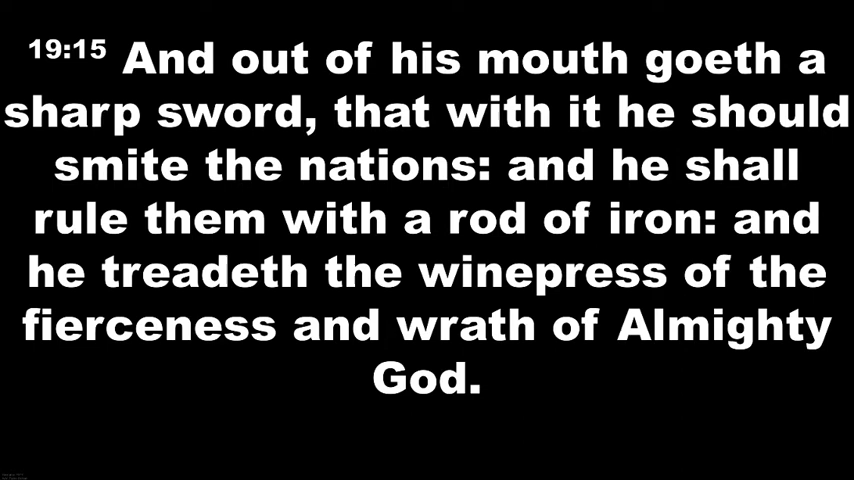 19:15 And out of his mouth goeth a
sharp sword, that with it he should
smite the nations: and he shall
rule them with a rod of iron: and
he treadeth the winepress of the
fierceness and wrath of Almighty
God.